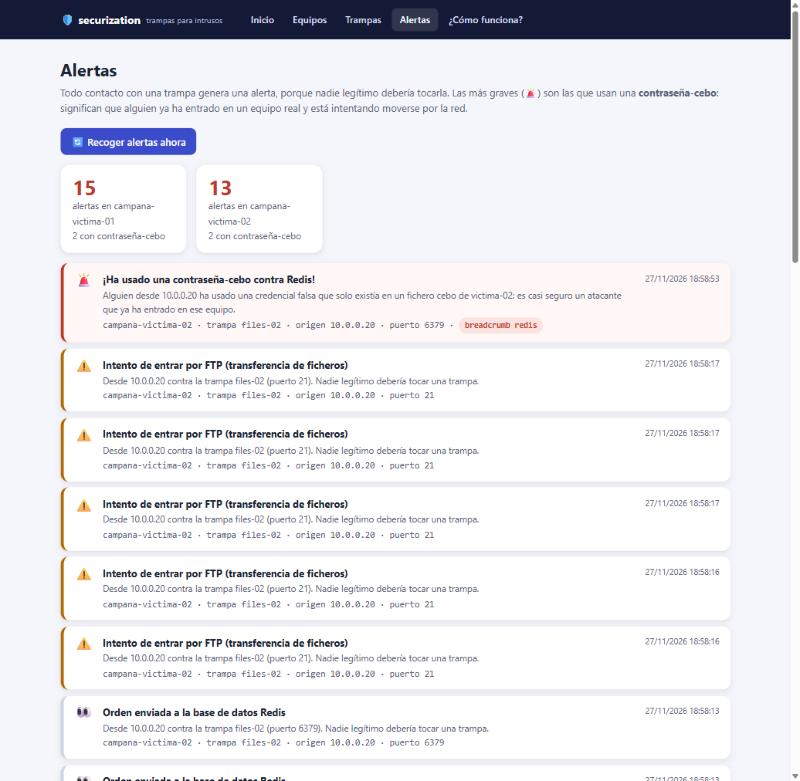 securization trampas para intrusos Inicio Equipos Trampas Alertas ¿Cómo funciona?
Alertas
Todo contacto con una trampa genera una alerta, porque nadie legítimo debería tocarla. Las más graves (🚨) son las que usan una contraseña-cebo:
significan que alguien ya ha entrado en un equipo real y está intentando moverse por la red.
Recoger alertas ahora
15
alertas en campana-
victima-01
2 con contraseña-cebo
13
alertas en campana-
victima-02
2 con contraseña-cebo
¡Ha usado una contraseña-cebo contra Redis! 27/11/2026 18:58:53
Alguien desde 10.0.0.20 ha usado una credencial falsa que solo existía en un fichero cebo de victima-02: es casi seguro un atacante
que ya ha entrado en ese equipo.
campana-victima-02 · trampa files-02 · origen 10.0.0.20 · puerto 6379 · breadcrumb redis
Intento de entrar por FTP (transferencia de ficheros) 27/11/2026 18:58:17
Desde 10.0.0.20 contra la trampa files-02 (puerto 21). Nadie legítimo debería tocar una trampa.
campana-victima-02 · trampa files-02 · origen 10.0.0.20 · puerto 21
Intento de entrar por FTP (transferencia de ficheros) 27/11/2026 18:58:17
Desde 10.0.0.20 contra la trampa files-02 (puerto 21). Nadie legítimo debería tocar una trampa.
campana-victima-02 · trampa files-02 · origen 10.0.0.20 · puerto 21
Intento de entrar por FTP (transferencia de ficheros) 27/11/2026 18:58:17
Desde 10.0.0.20 contra la trampa files-02 (puerto 21). Nadie legítimo debería tocar una trampa.
campana-victima-02 · trampa files-02 · origen 10.0.0.20 · puerto 21
Intento de entrar por FTP (transferencia de ficheros) 27/11/2026 18:58:16
Desde 10.0.0.20 contra la trampa files-02 (puerto 21). Nadie legítimo debería tocar una trampa.
campana-victima-02 · trampa files-02 · origen 10.0.0.20 · puerto 21
Intento de entrar por FTP (transferencia de ficheros) 27/11/2026 18:58:16
Desde 10.0.0.20 contra la trampa files-02 (puerto 21). Nadie legítimo debería tocar una trampa.
campana-victima-02 · trampa files-02 · origen 10.0.0.20 · puerto 21
Orden enviada a la base de datos Redis 27/11/2026 18:58:13
Desde 10.0.0.20 contra la trampa files-02 (puerto 6379). Nadie legítimo debería tocar una trampa.
campana-victima-02 · trampa files-02 · origen 10.0.0.20 · puerto 6379
Orden enviada a la base de datos Redis 27/11/2026 18:58:13